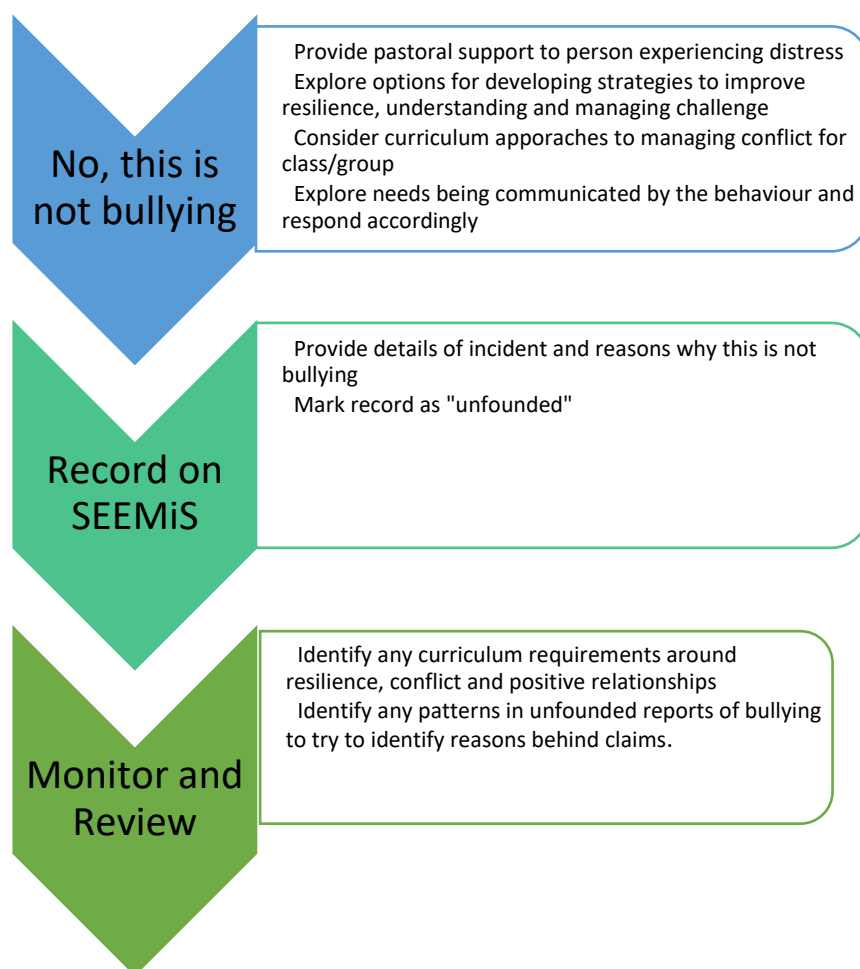 No, this is
not bullying
Provide pastoral support to person experiencing distress
Explore options for developing strategies to improve
resilience, understanding and managing challenge
Consider curriculum apporaches to managing conflict for
class/group
Explore needs being communicated by the behaviour and
respond accordingly
Record on
SEEMiS
Provide details of incident and reasons why this is not
bullying
Mark record as "unfounded"
Monitor and
Review
Identify any curriculum requirements around
resilience, conflict and positive relationships
Identify any patterns in unfounded reports of bullying
to try to identify reasons behind claims.